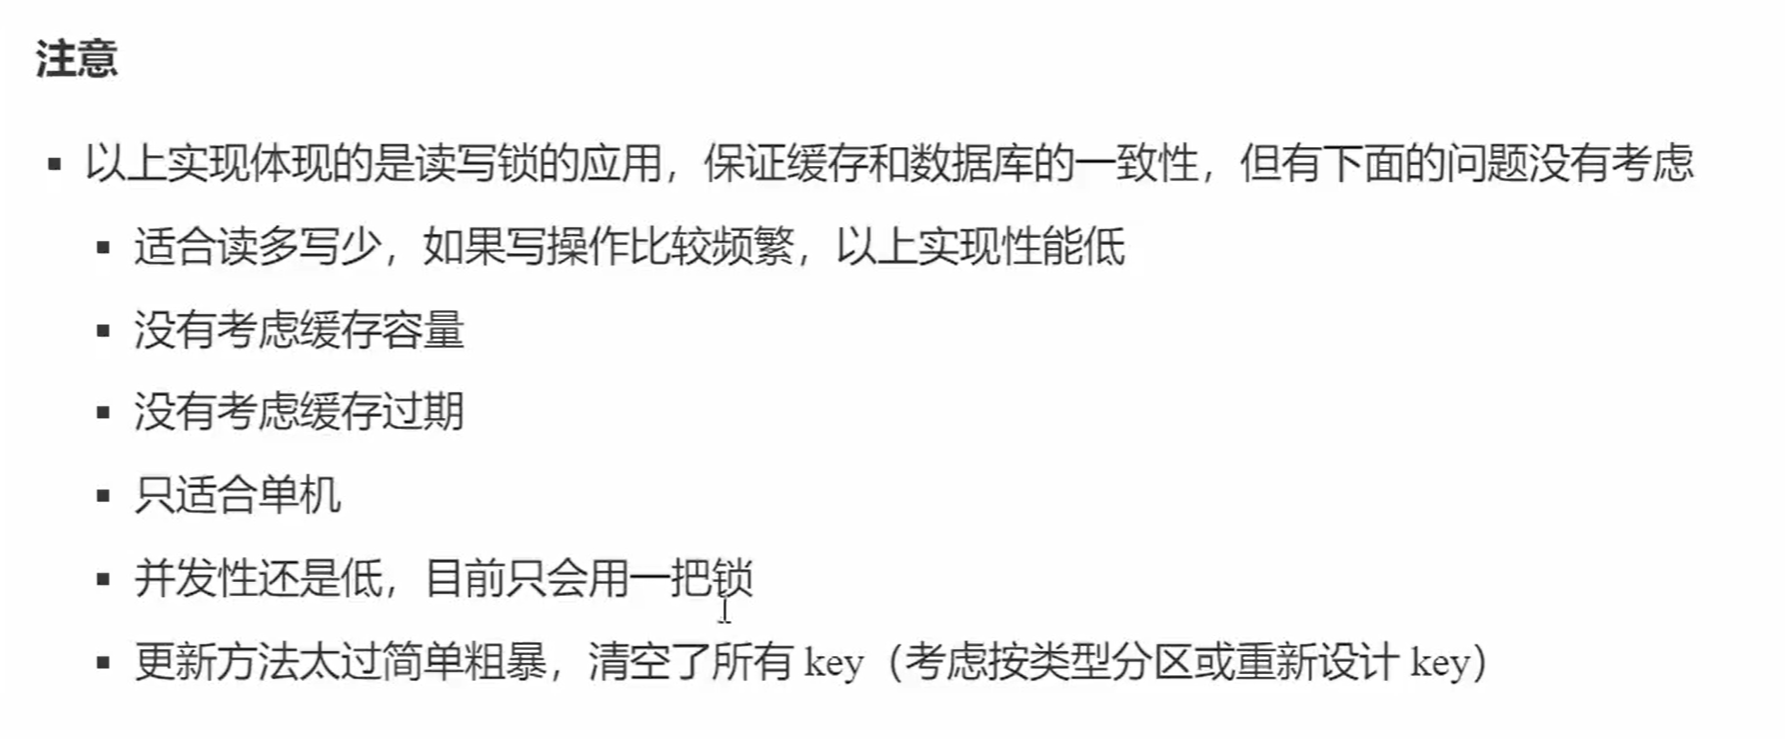 注意
以上实现体现的是读写锁的应用，保证缓存和数据库的一致性，但有下面的问题没有考虑
适合读多写少，如果写操作比较频繁，以上实现性能低
没有考虑缓存容量
没有考虑缓存过期
只适合单机
并发性还是低，目前只会用一把锁
更新方法太过简单粗暴，清空了所有 key（考虑按类型分区或重新设计 key）